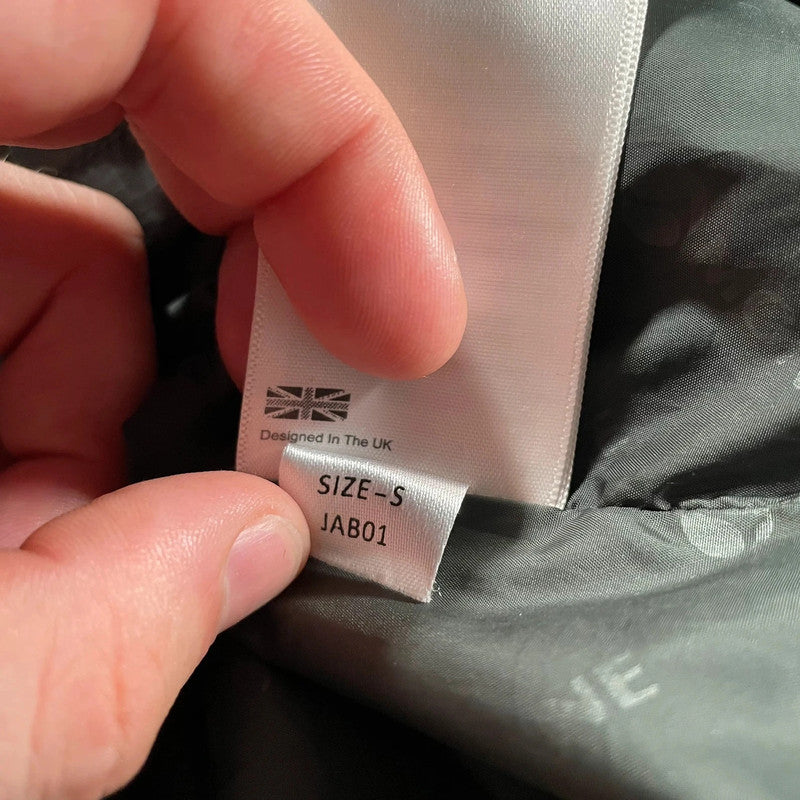 Designed In The UK
SIZE-S
JAB01